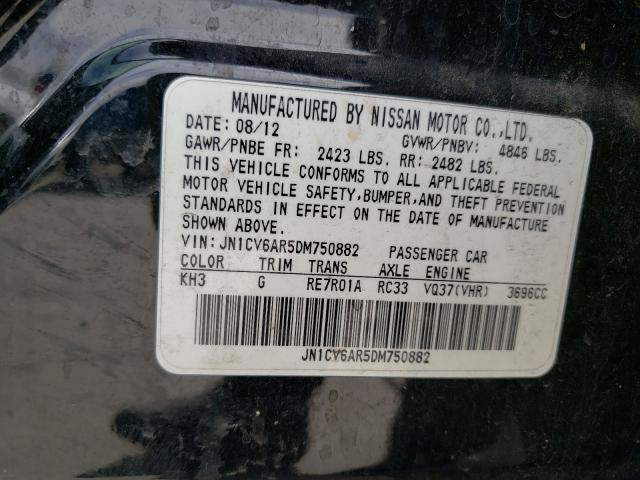 MANUFACTURED BY NISSAN MOTOR CO.,LTD.
DATE: 08/12 GVWR/PNBV: 4846 LBS.
GAWR/PNBE FR: 2423 LBS. RR: 2482 LBS.
THIS VEHICLE CONFORMS TO ALL APPLICABLE FEDERAL
MOTOR VEHICLE SAFETY, BUMPER, AND THEFT PREVENTION
STANDARDS IN EFFECT ON THE DATE OF MANUFACTURE
SHOWN ABOVE.
VIN: JN1CV6AR5DM750882 PASSENGER CAR
COLOR TRIM TRANS AXLE ENGINE
KH3 G RE7R01A RC33 VQ37(VHR) 3696CC
JN1CV6AR5DM750882